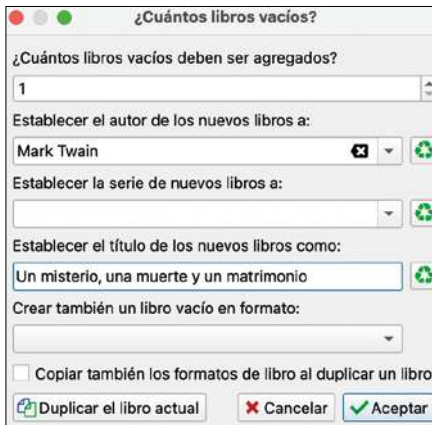 ¿Cuántos libros vacíos?
¿Cuántos libros vacíos deben ser agregados?
1
Establecer el autor de los nuevos libros a:
Mark Twain
Establecer la serie de nuevos libros a:
Establecer el título de los nuevos libros como:
Un misterio, una muerte y un matrimonio
Crear también un libro vacío en formato:
Copiar también los formatos de libro al duplicar un libro
Duplicar el libro actual Cancelar Aceptar